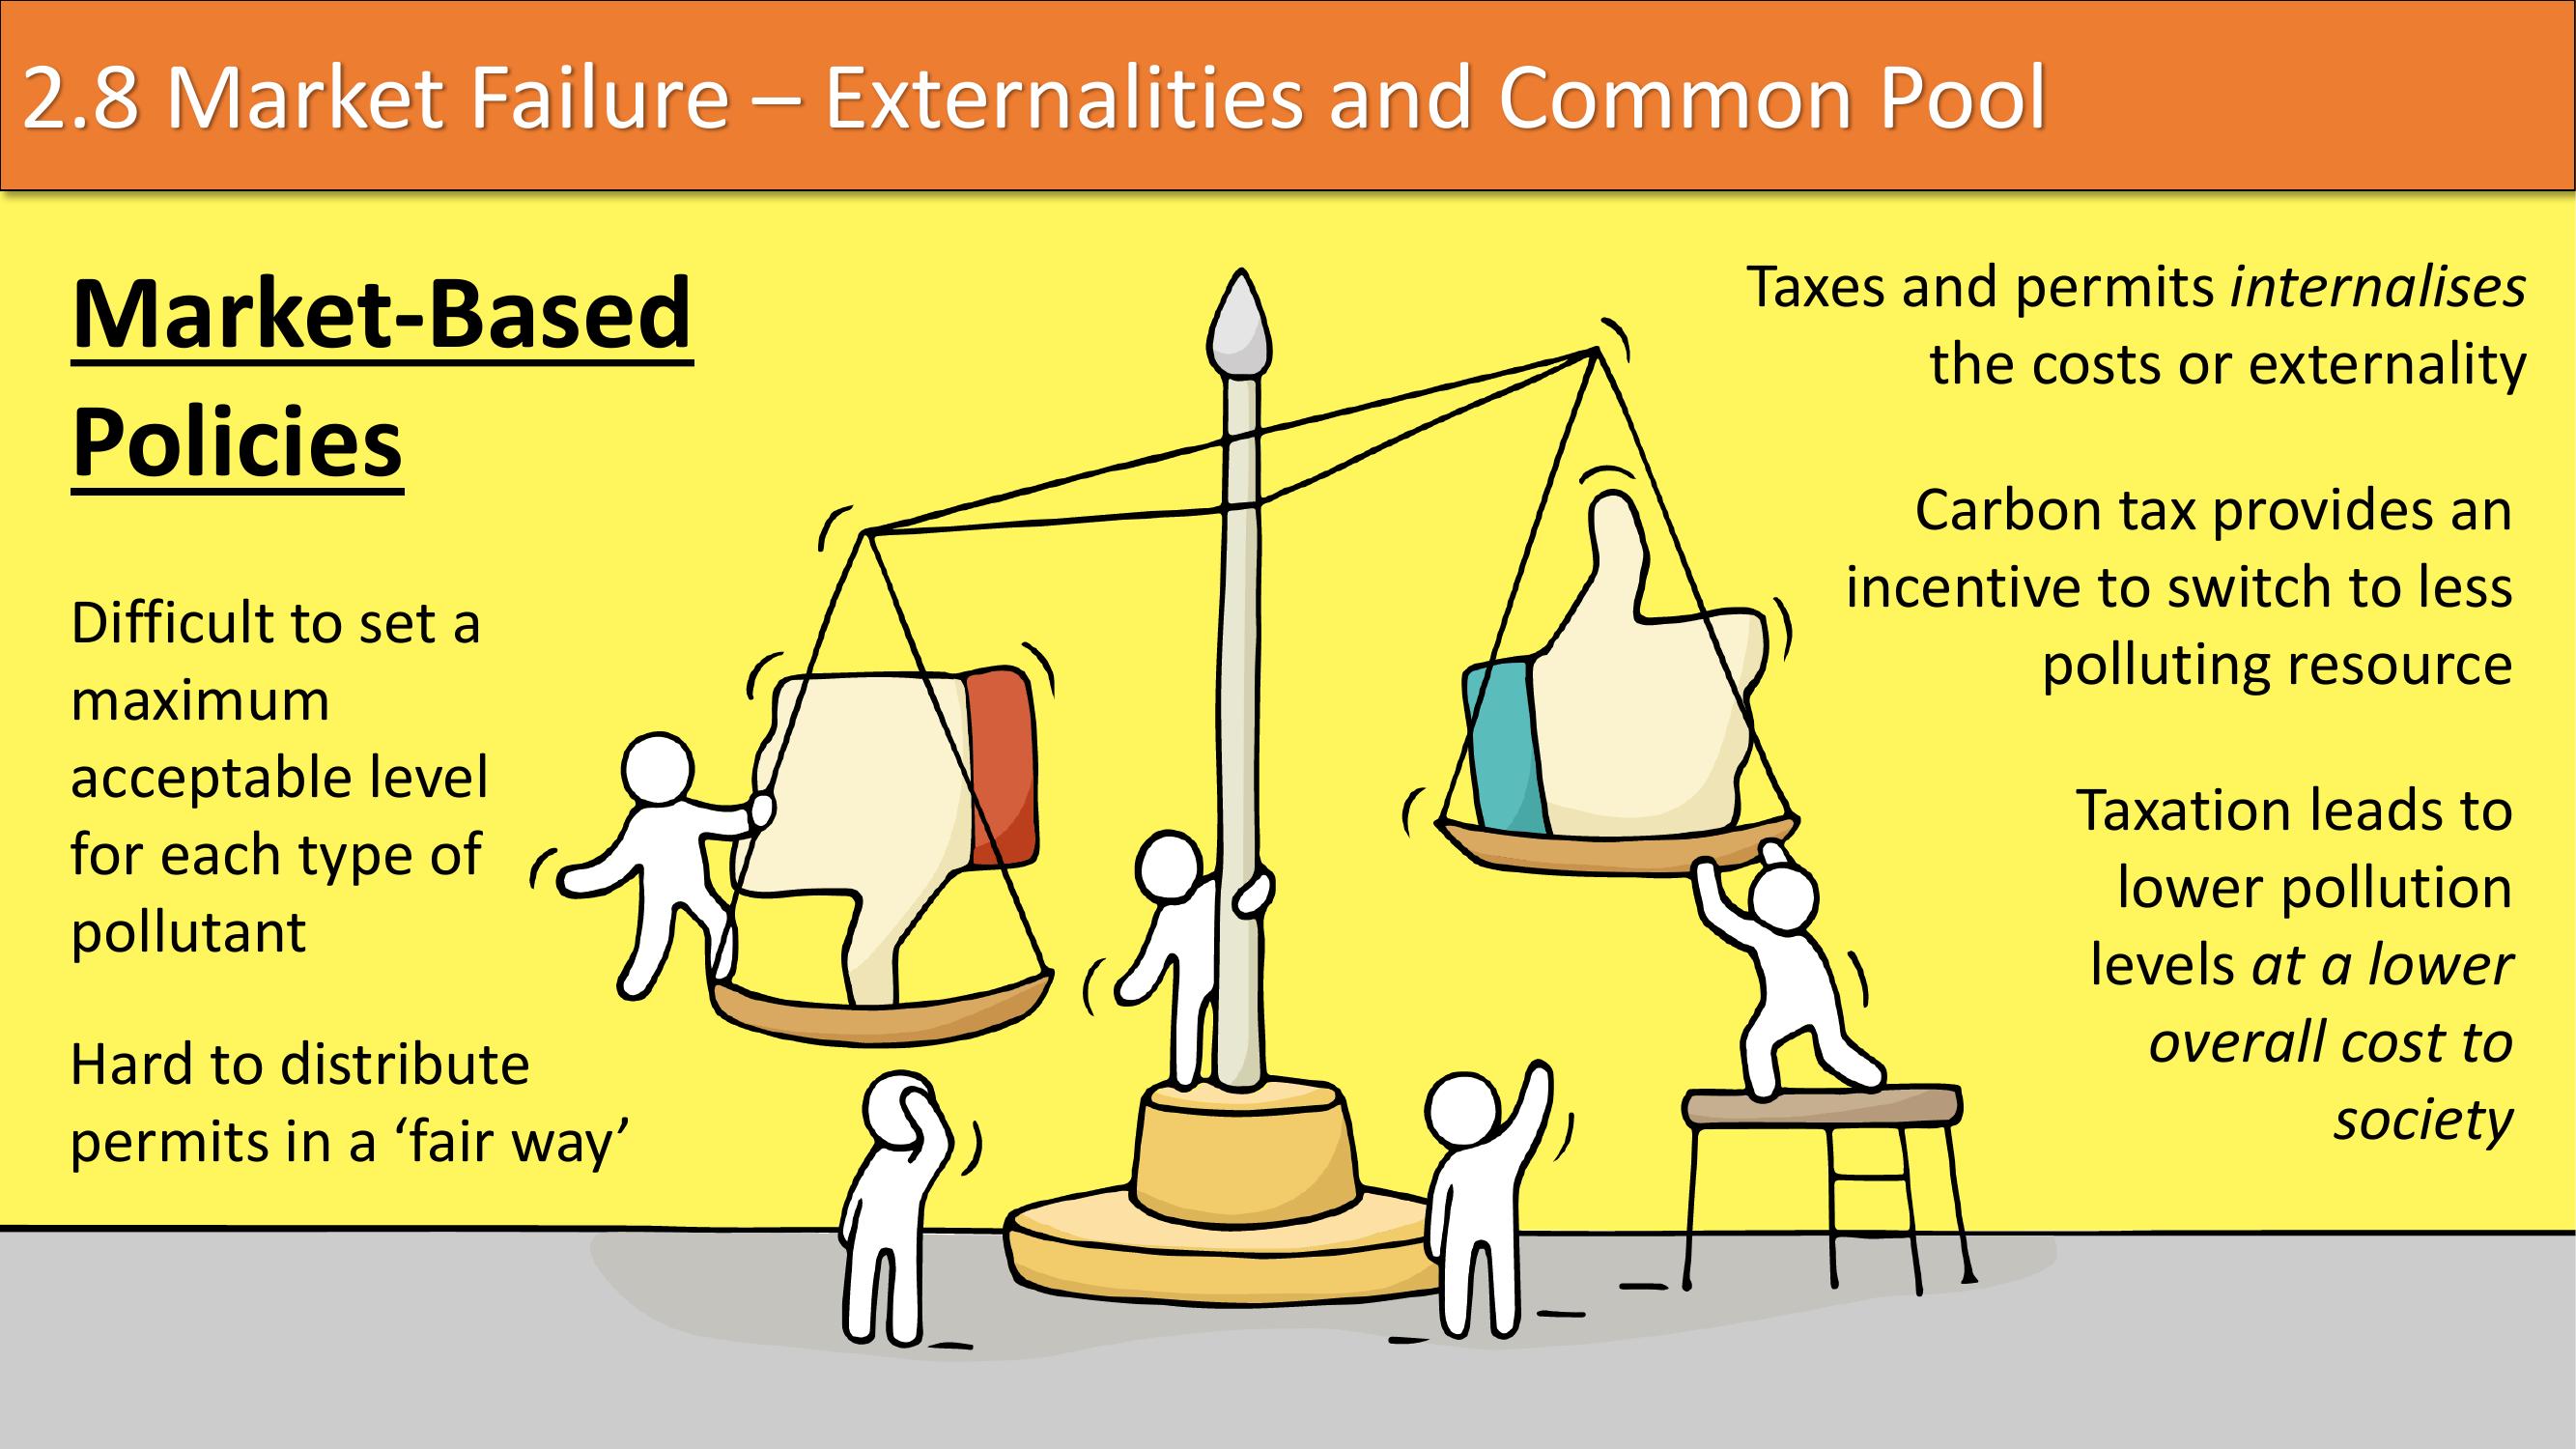 2.8 Market Failure – Externalities and Common Pool
Market-Based
Policies
Difficult to set a
maximum
acceptable level
for each type of
pollutant
Hard to distribute
permits in a ‘fair way’
Taxes and permits internalises
the costs or externality
Carbon tax provides an
incentive to switch to less
polluting resource
Taxation leads to
lower pollution
levels at a lower
overall cost to
society